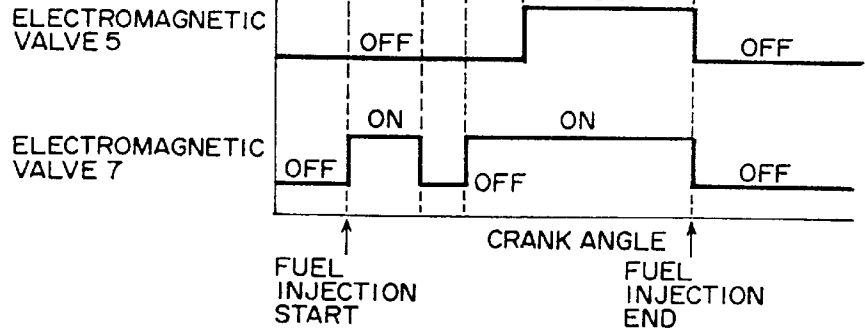 ELECTROMAGNETIC
VALVE 5
OFF
OFF
ELECTROMAGNETIC
VALVE 7
OFF
ON
OFF
ON
OFF
CRANK ANGLE
FUEL
INJECTION
START
FUEL
INJECTION
END